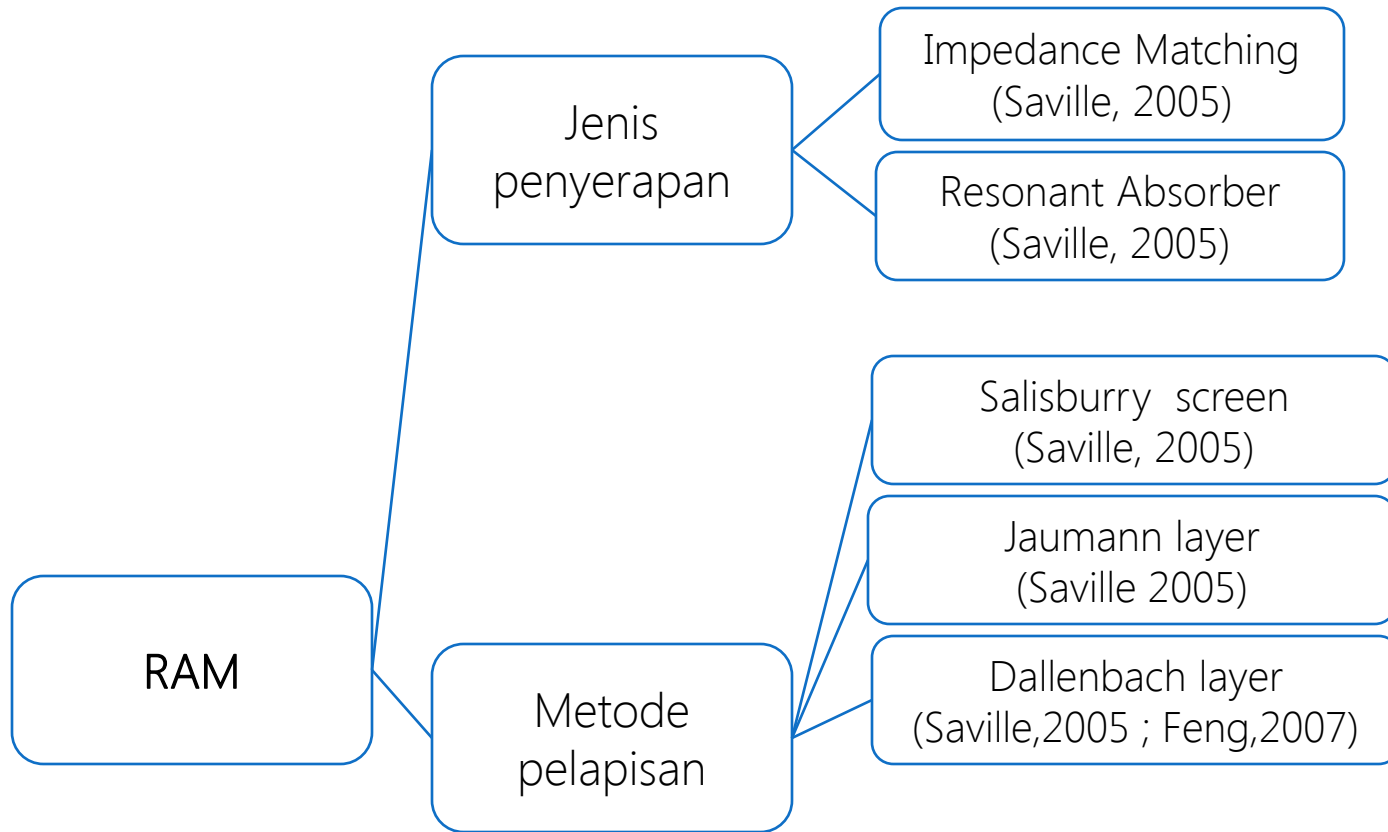 RAM
Jenis
penyerapan
Impedance Matching
(Saville, 2005)
Resonant Absorber
(Saville, 2005)
Metode
pelapisan
Salisburry  screen
(Saville, 2005)
Jaumann layer
(Saville 2005)
Dallenbach layer
(Saville,2005 ; Feng,2007)